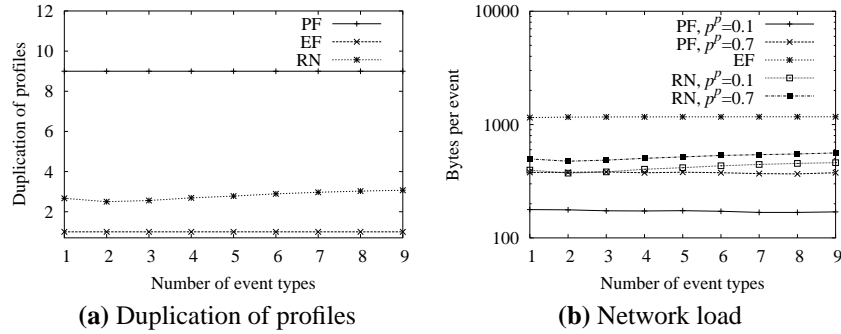 12
10
8
6
4
2
Duplication of profiles
PF
EF
RN
1 2 3 4 5 6 7 8 9
Number of event types
(a) Duplication of profiles
10000
1000
100
Bytes per event
PF, p^p=0.1
PF, p^p=0.7
EF
RN, p^p=0.1
RN, p^p=0.7
1 2 3 4 5 6 7 8 9
Number of event types
(b) Network load